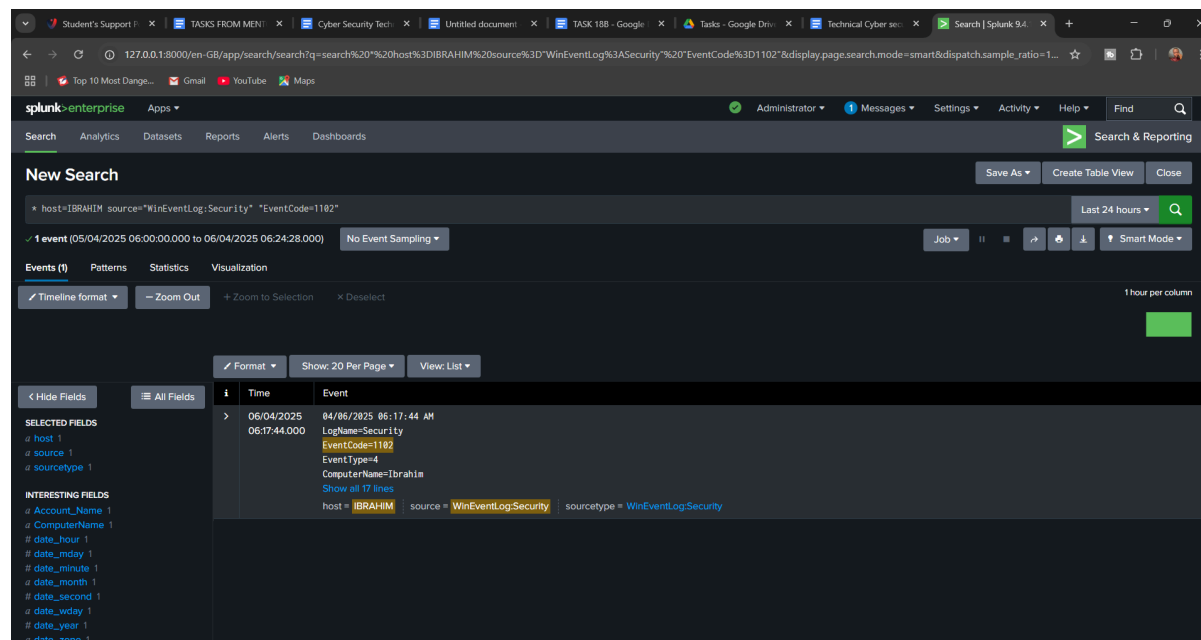 Student's Support P
TASKS FROM MENT
Cyber Security Tech
Untitled document
TASK 18B - Google
Tasks - Google Driv
Technical Cyber sec
Search | Splunk 9.4.
127.0.0.1:8000/en-GB/app/search/search?q=search%20*%20host%3DIBRAHIM%20source%3D"WinEventLog%3ASecurity"%20"EventCode%3D1102"&display.page.search.mode=smart&dispatch.sample_ratio=1...
Top 10 Most Dange... Gmail YouTube Maps
splunk>enterprise Apps Administrator 1 Messages Settings Activity Help Find
Search Analytics Datasets Reports Alerts Dashboards Search & Reporting
New Search Save As Create Table View Close
* host=IBRAHIM source="WinEventLog:Security" "EventCode=1102" Last 24 hours
✓ 1 event (05/04/2025 06:00:00.000 to 06/04/2025 06:24:28.000) No Event Sampling Job Smart Mode
Events (1) Patterns Statistics Visualization
Timeline format — Zoom Out + Zoom to Selection × Deselect 1 hour per column
Format Show: 20 Per Page View: List
< Hide Fields All Fields i Time Event
SELECTED FIELDS
a host 1
a source 1
a sourcetype 1
INTERESTING FIELDS
a Account_Name 1
a ComputerName 1
# date_hour 1
# date_mday 1
# date_minute 1
a date_month 1
# date_second 1
a date_wday 1
# date_year 1
a date_zone 1
> 06/04/2025
06:17:44.000
04/06/2025 06:17:44 AM
LogName=Security
EventCode=1102
EventType=4
ComputerName=Ibrahim
Show all 17 lines
host = IBRAHIM source = WinEventLog:Security sourcetype = WinEventLog:Security